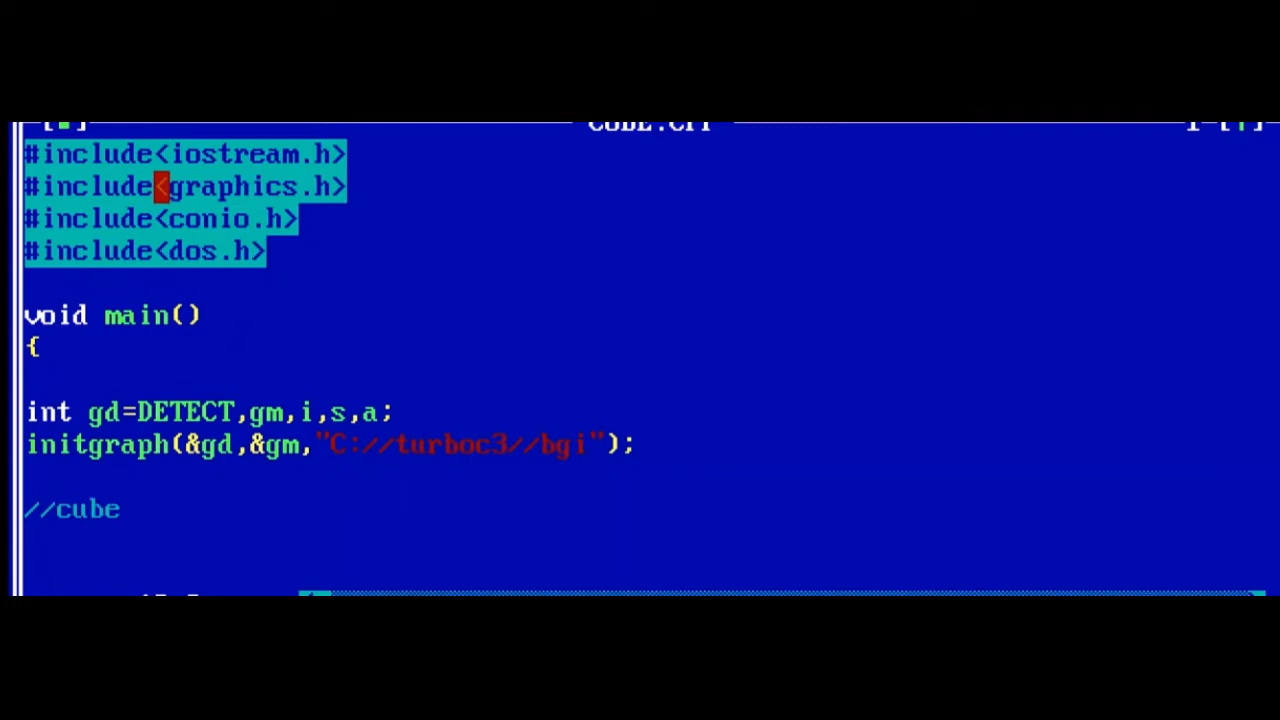 CUBE.CPP
#include<iostream.h>
#include<graphics.h>
#include<conio.h>
#include<dos.h>
void main()
{
int gd=DETECT,gm,i,s,a;
initgraph(&gd,&gm,"C://turboc3//bgi");
//cube